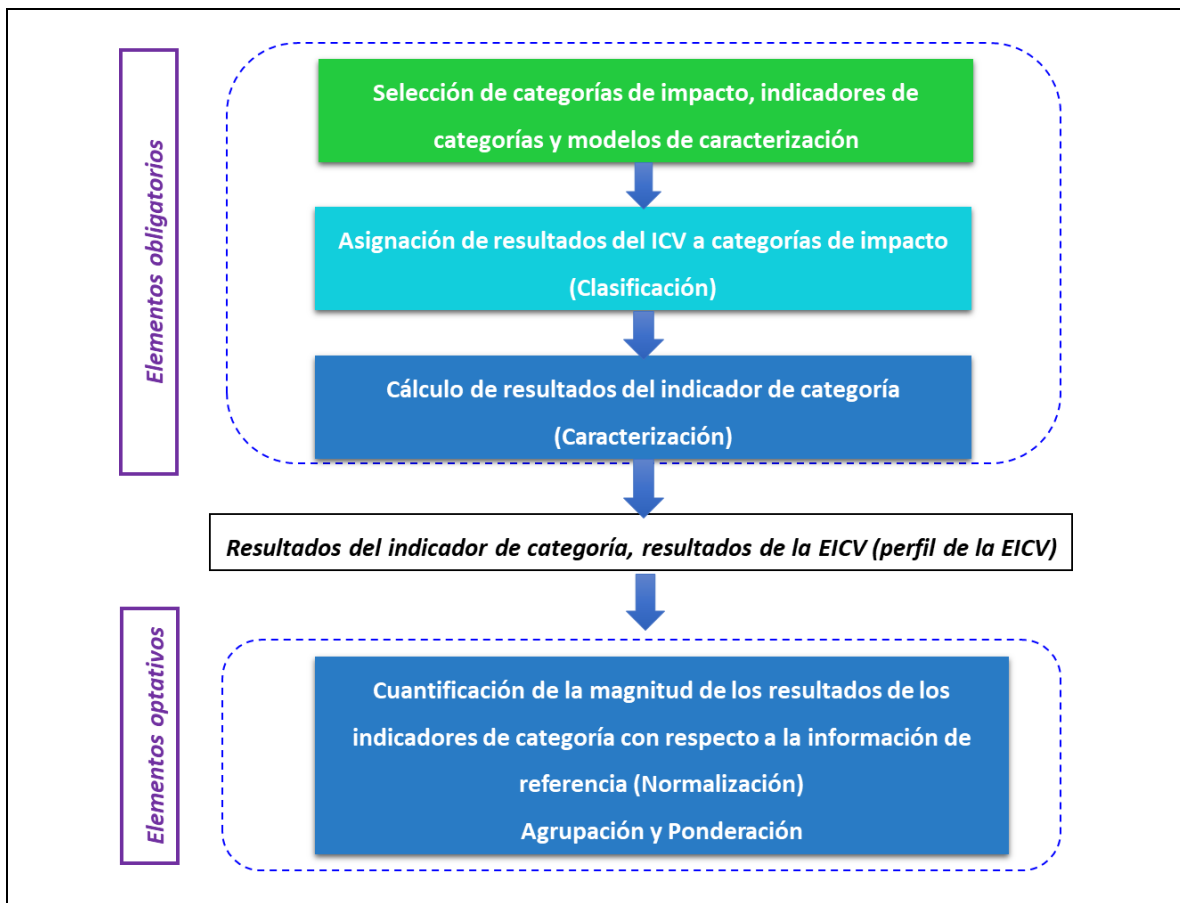 Elementos obligatorios
Selección de categorías de impacto, indicadores de
categorías y modelos de caracterización
Asignación de resultados del ICV a categorías de impacto
(Clasificación)
Cálculo de resultados del indicador de categoría
(Caracterización)
Resultados del indicador de categoría, resultados de la EICV (perfil de la EICV)
Elementos optativos
Cuantificación de la magnitud de los resultados de los
indicadores de categoría con respecto a la información de
referencia (Normalización)
Agrupación y Ponderación